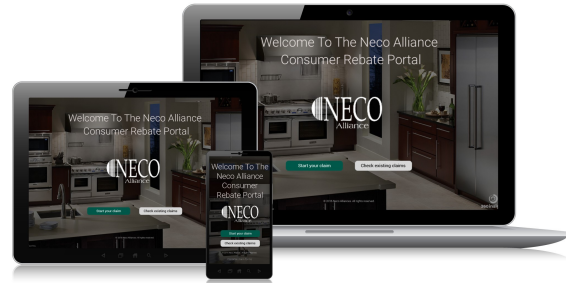 Welcome To The Neco Alliance
Consumer Rebate Portal
NECO
Alliance
Start your claim
Check existing claims
Welcome To The Neco Alliance
Consumer Rebate Portal
NECO
Alliance
Start your claim
Check existing claims
Welcome To The
Neco Alliance
Consumer
Rebate Portal
NECO
Alliance
Start your claim
Check existing claims